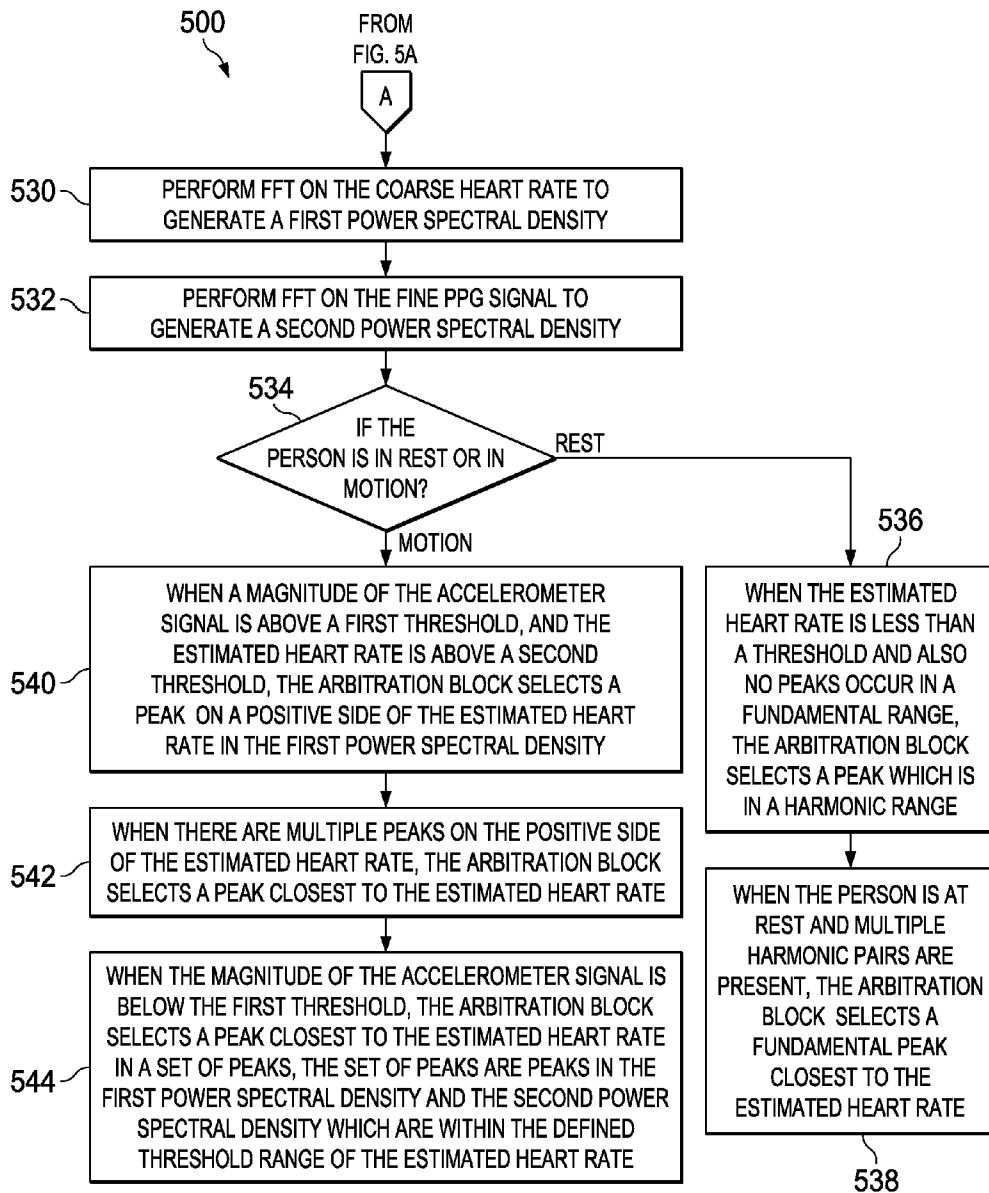 500
FROM
FIG. 5A
A
530
PERFORM FFT ON THE COARSE HEART RATE TO
GENERATE A FIRST POWER SPECTRAL DENSITY
532
PERFORM FFT ON THE FINE PPG SIGNAL TO
GENERATE A SECOND POWER SPECTRAL DENSITY
534
IF THE
PERSON IS IN REST OR IN
MOTION?
REST
MOTION
540
WHEN A MAGNITUDE OF THE ACCELEROMETER
SIGNAL IS ABOVE A FIRST THRESHOLD, AND THE
ESTIMATED HEART RATE IS ABOVE A SECOND
THRESHOLD, THE ARBITRATION BLOCK SELECTS A
PEAK ON A POSITIVE SIDE OF THE ESTIMATED HEART
RATE IN THE FIRST POWER SPECTRAL DENSITY
542
WHEN THERE ARE MULTIPLE PEAKS ON THE POSITIVE SIDE
OF THE ESTIMATED HEART RATE, THE ARBITRATION BLOCK
SELECTS A PEAK CLOSEST TO THE ESTIMATED HEART RATE
544
WHEN THE MAGNITUDE OF THE ACCELEROMETER SIGNAL IS
BELOW THE FIRST THRESHOLD, THE ARBITRATION BLOCK
SELECTS A PEAK CLOSEST TO THE ESTIMATED HEART RATE
IN A SET OF PEAKS, THE SET OF PEAKS ARE PEAKS IN THE
FIRST POWER SPECTRAL DENSITY AND THE SECOND POWER
SPECTRAL DENSITY WHICH ARE WITHIN THE DEFINED
THRESHOLD RANGE OF THE ESTIMATED HEART RATE
536
WHEN THE ESTIMATED
HEART RATE IS LESS THAN
A THRESHOLD AND ALSO
NO PEAKS OCCUR IN A
FUNDAMENTAL RANGE,
THE ARBITRATION BLOCK
SELECTS A PEAK WHICH IS
IN A HARMONIC RANGE
WHEN THE PERSON IS AT
REST AND MULTIPLE
HARMONIC PAIRS ARE
PRESENT, THE ARBITRATION
BLOCK SELECTS A
FUNDAMENTAL PEAK
CLOSEST TO THE
ESTIMATED HEART RATE
538